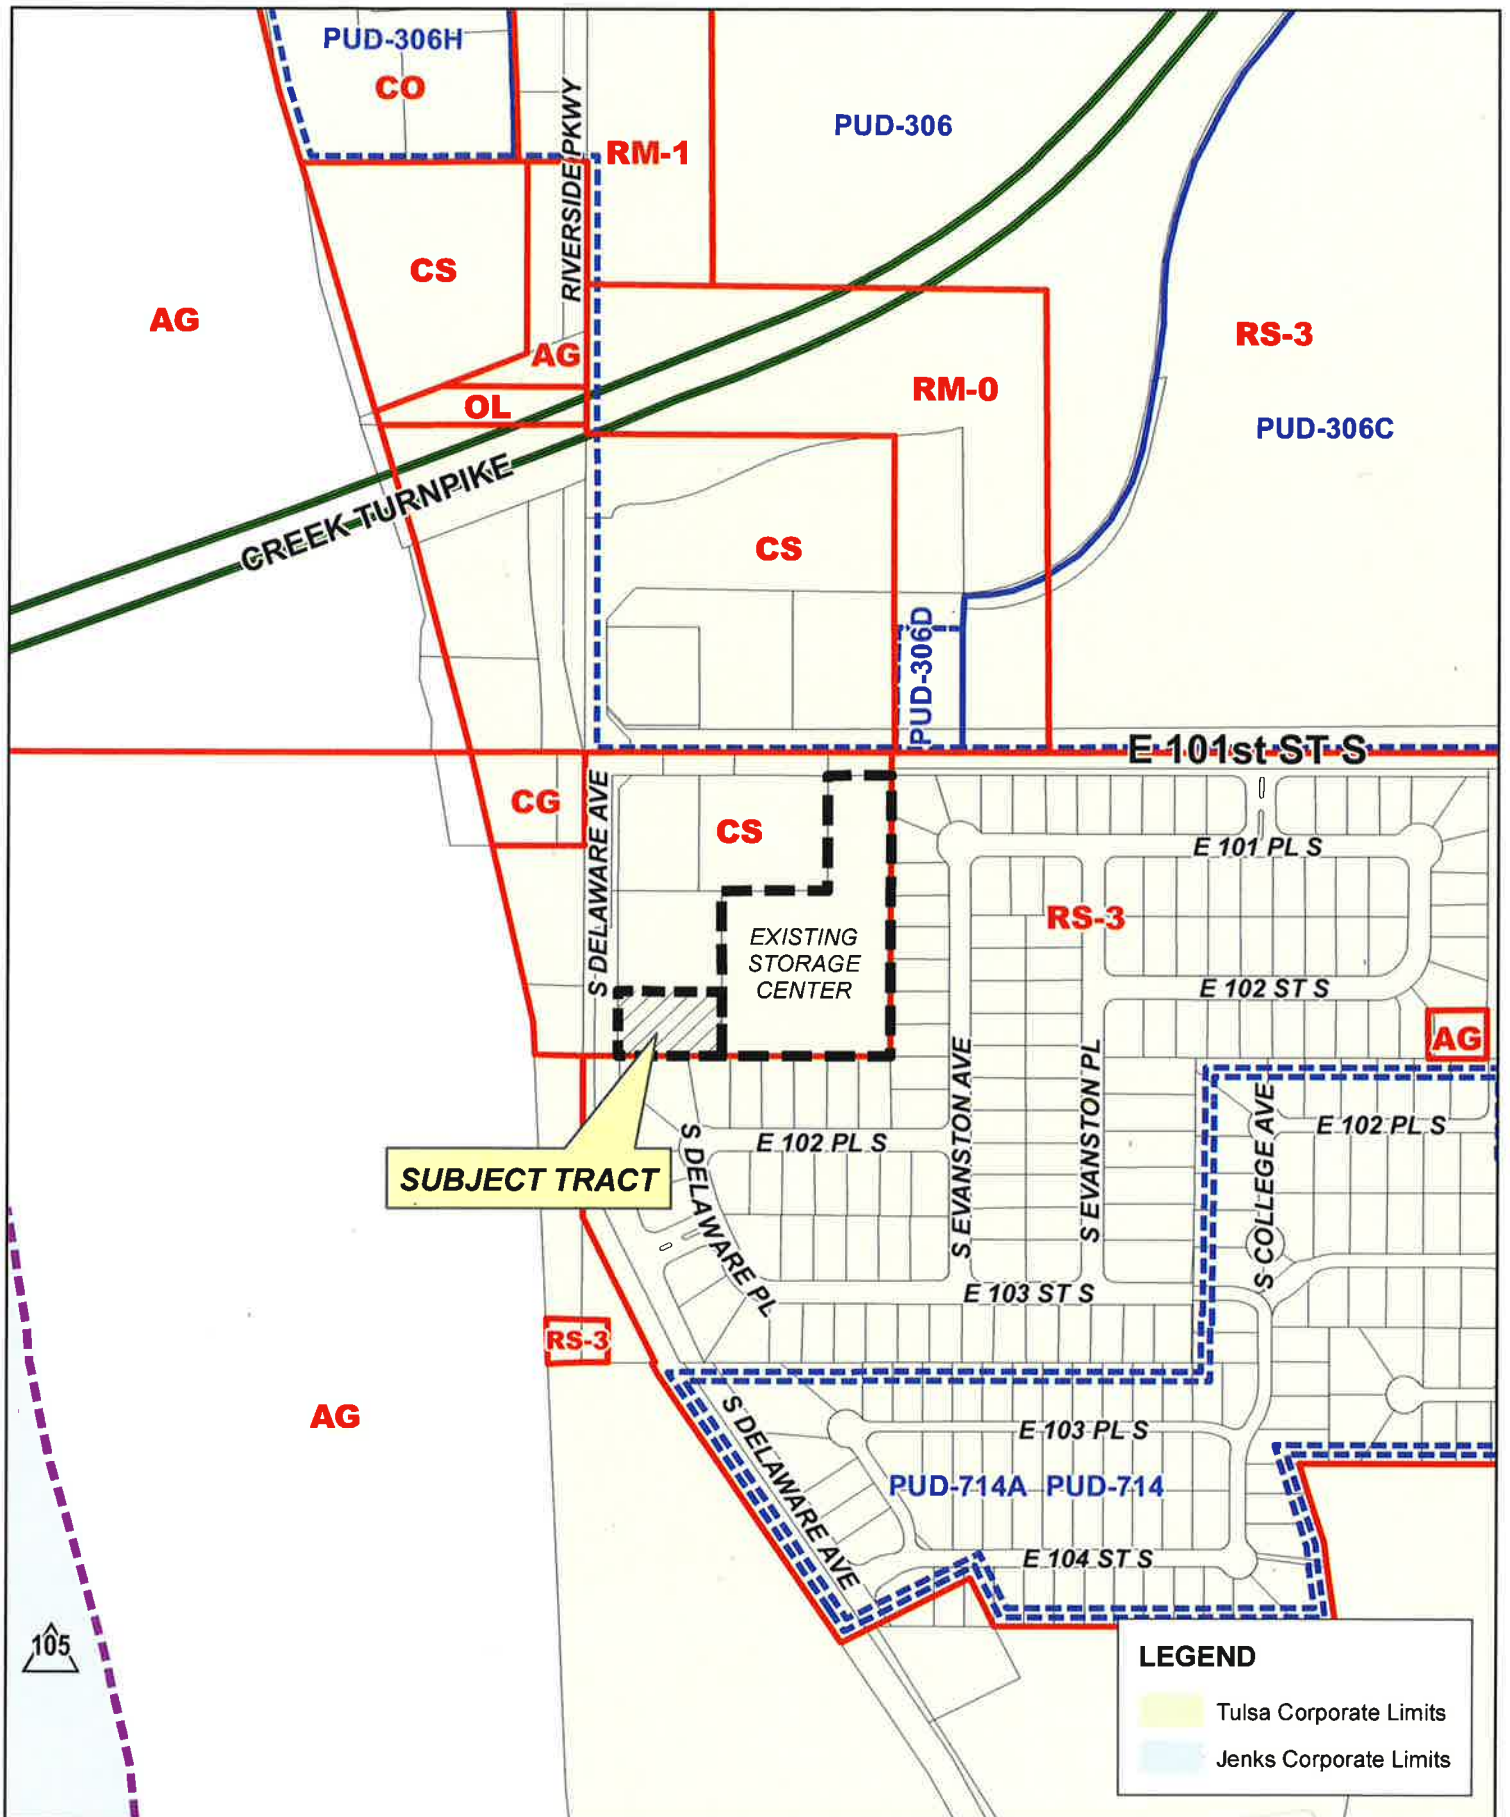 PUD-306H
CO
RIVERSIDE PKWY
RM-1
PUD-306
CS
AG
AG
OL
RM-0
RS-3
PUD-306C
CREEK TURNPIKE
CS
PUD-306D
E 101st ST S
CG
S DELAWARE AVE
CS
E 101 PL S
RS-3
EXISTING
STORAGE
CENTER
E 102 ST S
AG
S EVANSTON AVE
S EVANSTON PL
S COLLEGE AVE
E 102 PL S
E 102 PL S
SUBJECT TRACT
S DELAWARE PL
E 103 ST S
RS-3
AG
S DELAWARE AVE
E 103 PL S
PUD-714A PUD-714
E 104 ST S
105
LEGEND
Tulsa Corporate Limits
Jenks Corporate Limits